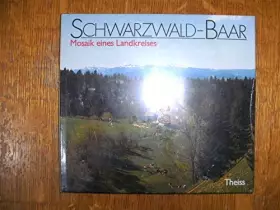 SCHWARZWALD-BAAR
Mosaik eines Landkreises
Theiss